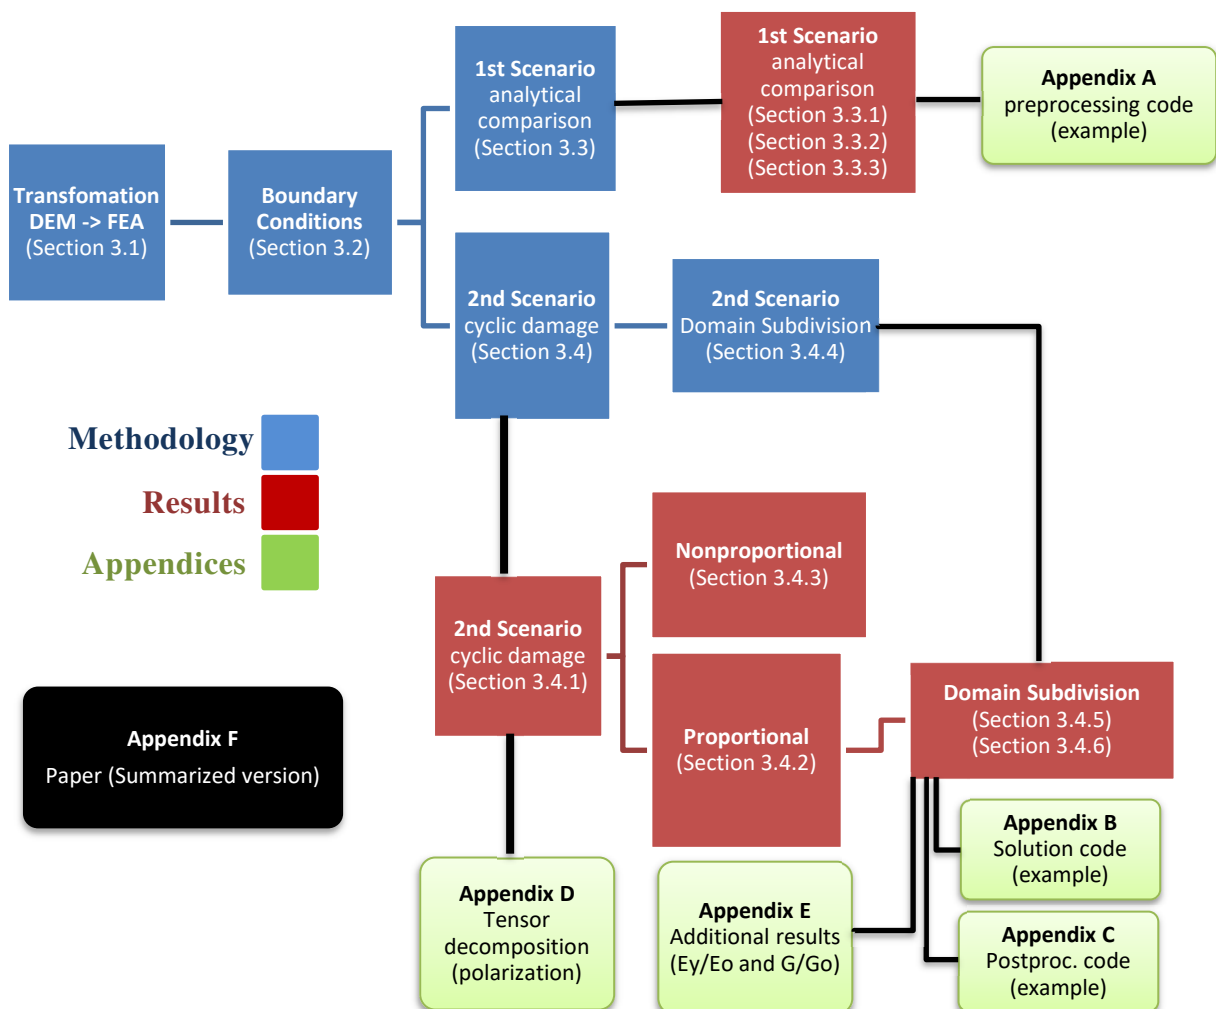 1st Scenario
analytical
comparison
(Section 3.3)
1st Scenario
analytical
comparison
(Section 3.3.1)
(Section 3.3.2)
(Section 3.3.3)
Appendix A
preprocessing code
(example)
Transfomation
DEM -> FEA
(Section 3.1)
Boundary
Conditions
(Section 3.2)
2nd Scenario
cyclic damage
(Section 3.4)
2nd Scenario
Domain Subdivision
(Section 3.4.4)
Methodology
Results
Appendices
Nonproportional
(Section 3.4.3)
2nd Scenario
cyclic damage
(Section 3.4.1)
Proportional
(Section 3.4.2)
Domain Subdivision
(Section 3.4.5)
(Section 3.4.6)
Appendix F
Paper (Summarized version)
Appendix B
Solution code
(example)
Appendix D
Tensor
decomposition
(polarization)
Appendix E
Additional results
(Ey/Eo and G/Go)
Appendix C
Postproc. code
(example)